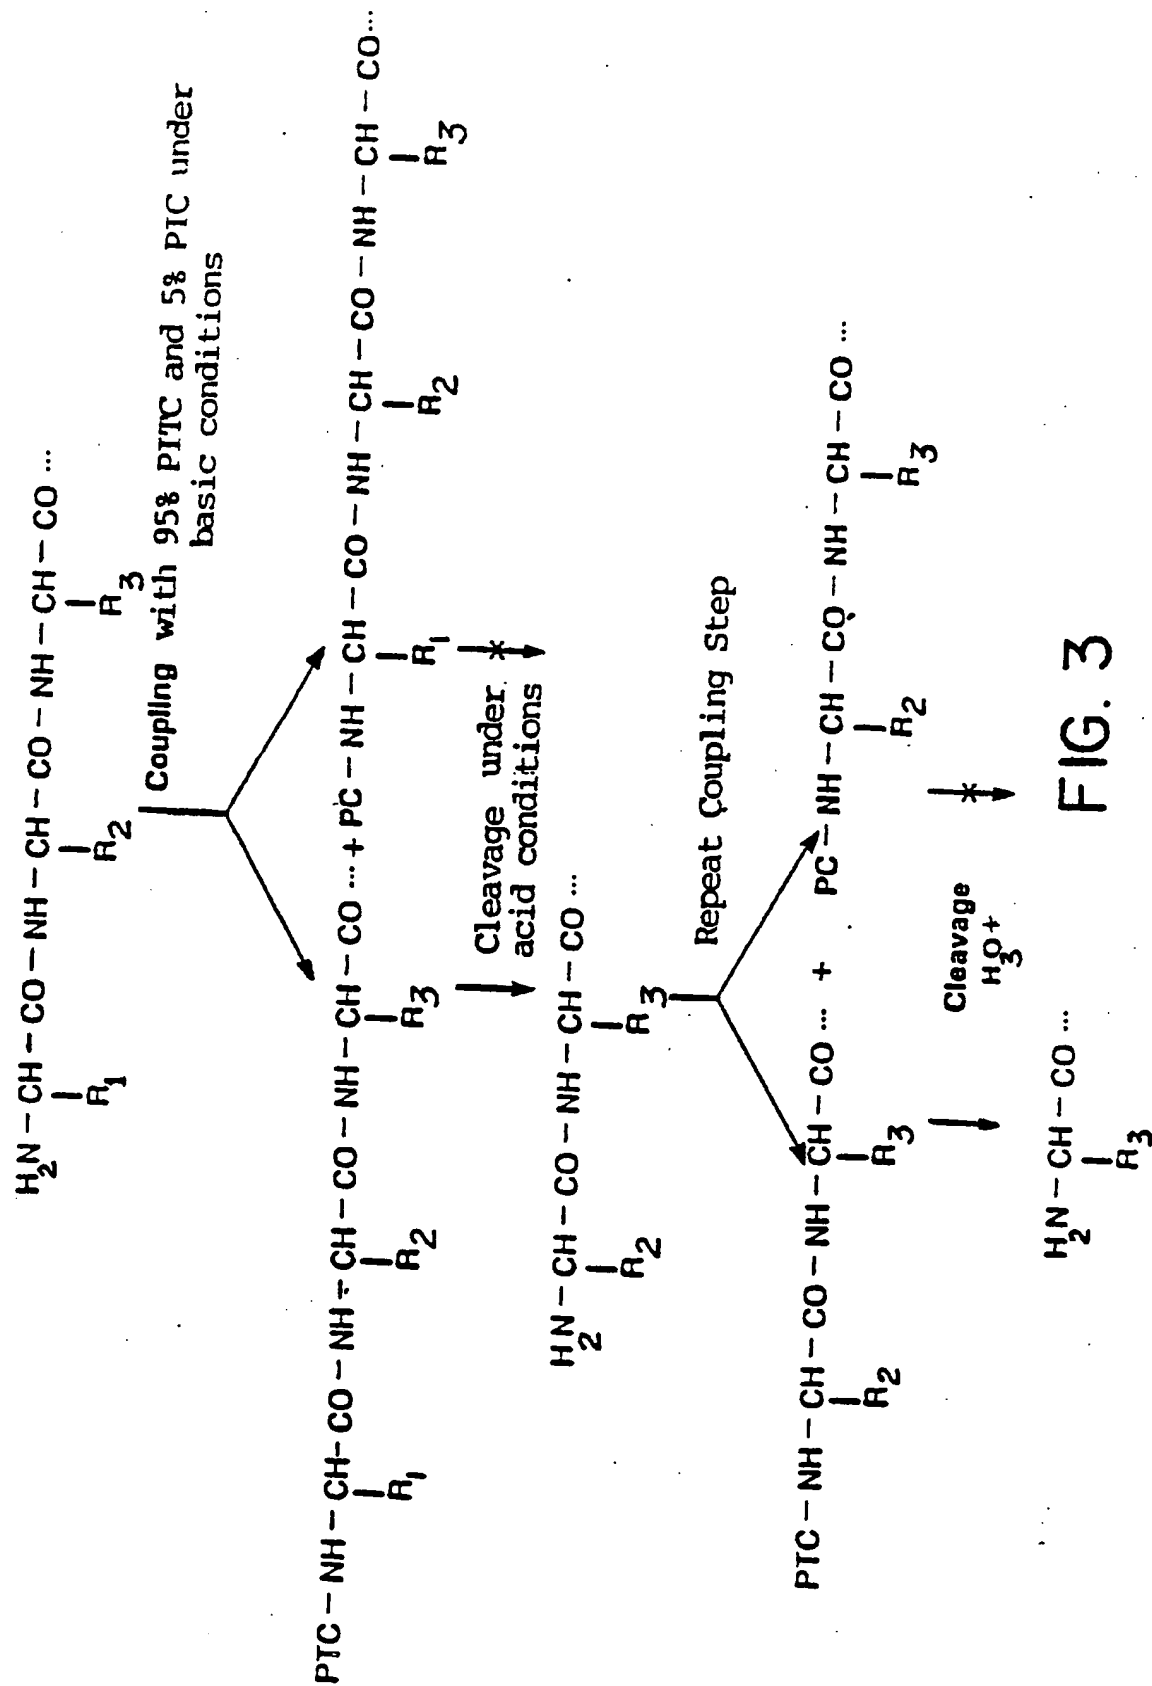 H2N – CH – CO – NH – CH – CO – NH – CH – CO ...
R1 R2 R3
Coupling with 95% PITC and 5% PIC under
basic conditions
PTC – NH – CH – CO – NH – CH – CO – NH – CH – CO ... + PC – NH – CH – CO – NH – CH – CO – NH – CH – CO ...
R1 R2 R3 R1 R2 R3
Cleavage under
acid conditions
H2N – CH – CO – NH – CH – CO ...
R2 R3
Repeat Coupling Step
PTC – NH – CH – CO – NH – CH – CO ... + PC – NH – CH – CO – NH – CH – CO ...
R2 R3 R2 R3
Cleavage
H3O+
H2N – CH – CO ...
R3
FIG. 3